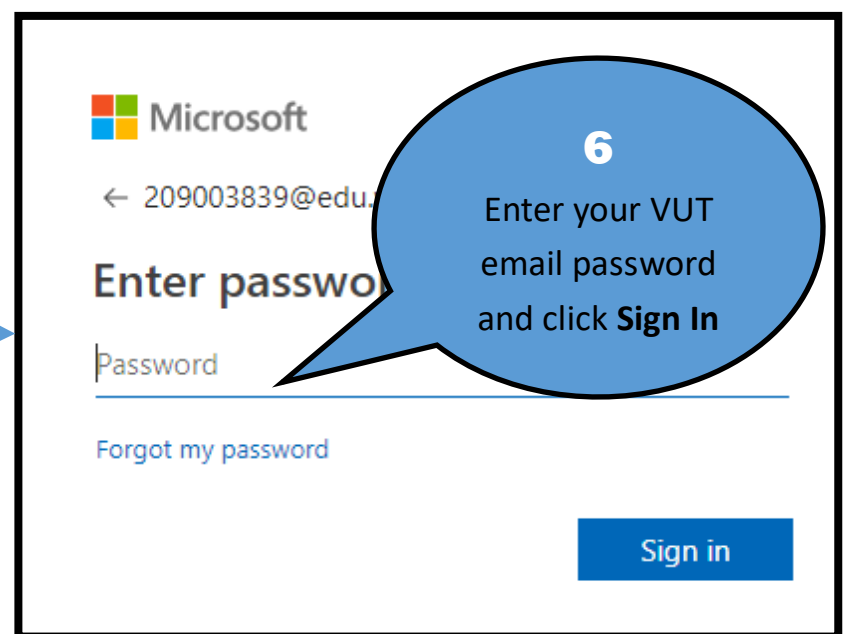 Microsoft
← 209003839@edu.
Enter passwo
Password
Forgot my password
Sign in
6
Enter your VUT
email password
and click Sign In